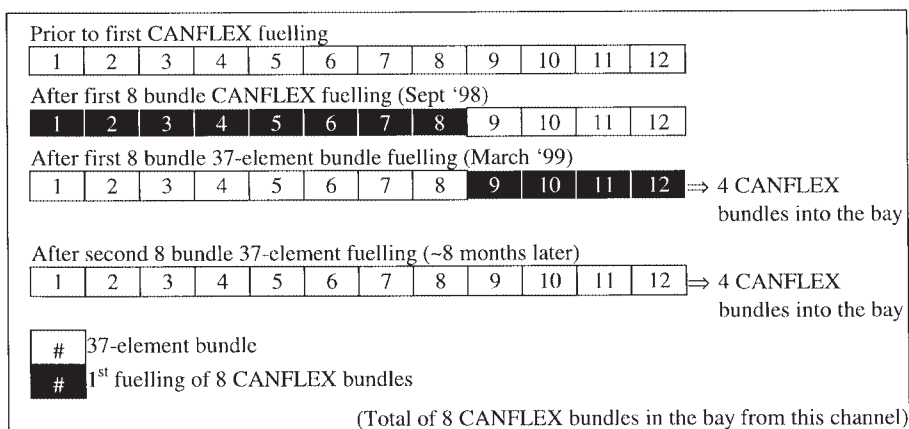 Prior to first CANFLEX fuelling
1 2 3 4 5 6 7 8 9 10 11 12
After first 8 bundle CANFLEX fuelling (Sept ‘98)
1 2 3 4 5 6 7 8 9 10 11 12
After first 8 bundle 37-element bundle fuelling (March ‘99)
1 2 3 4 5 6 7 8 9 10 11 12 ⇒ 4 CANFLEX
bundles into the bay
After second 8 bundle 37-element fuelling (~8 months later)
1 2 3 4 5 6 7 8 9 10 11 12 ⇒ 4 CANFLEX
bundles into the bay
# 37-element bundle
# 1st fuelling of 8 CANFLEX bundles
(Total of 8 CANFLEX bundles in the bay from this channel)